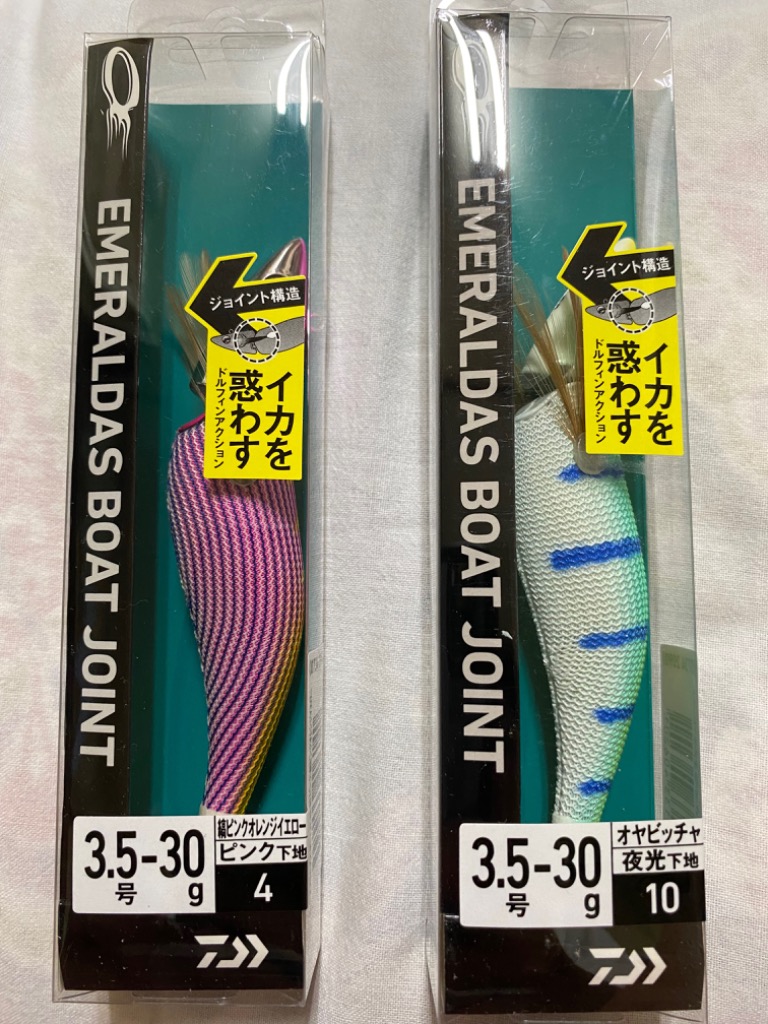 EMERALDAS BOAT JOINT
ジョイント構造
イカを
惑わす
ドルフィンアクション
3.5-30
号 g
縞ピンクオレンジイエロー
ピンク下地
4
EMERALDAS BOAT JOINT
ジョイント構造
イカを
惑わす
ドルフィンアクション
3.5-30
号 g
オヤビッチャ
夜光下地
10